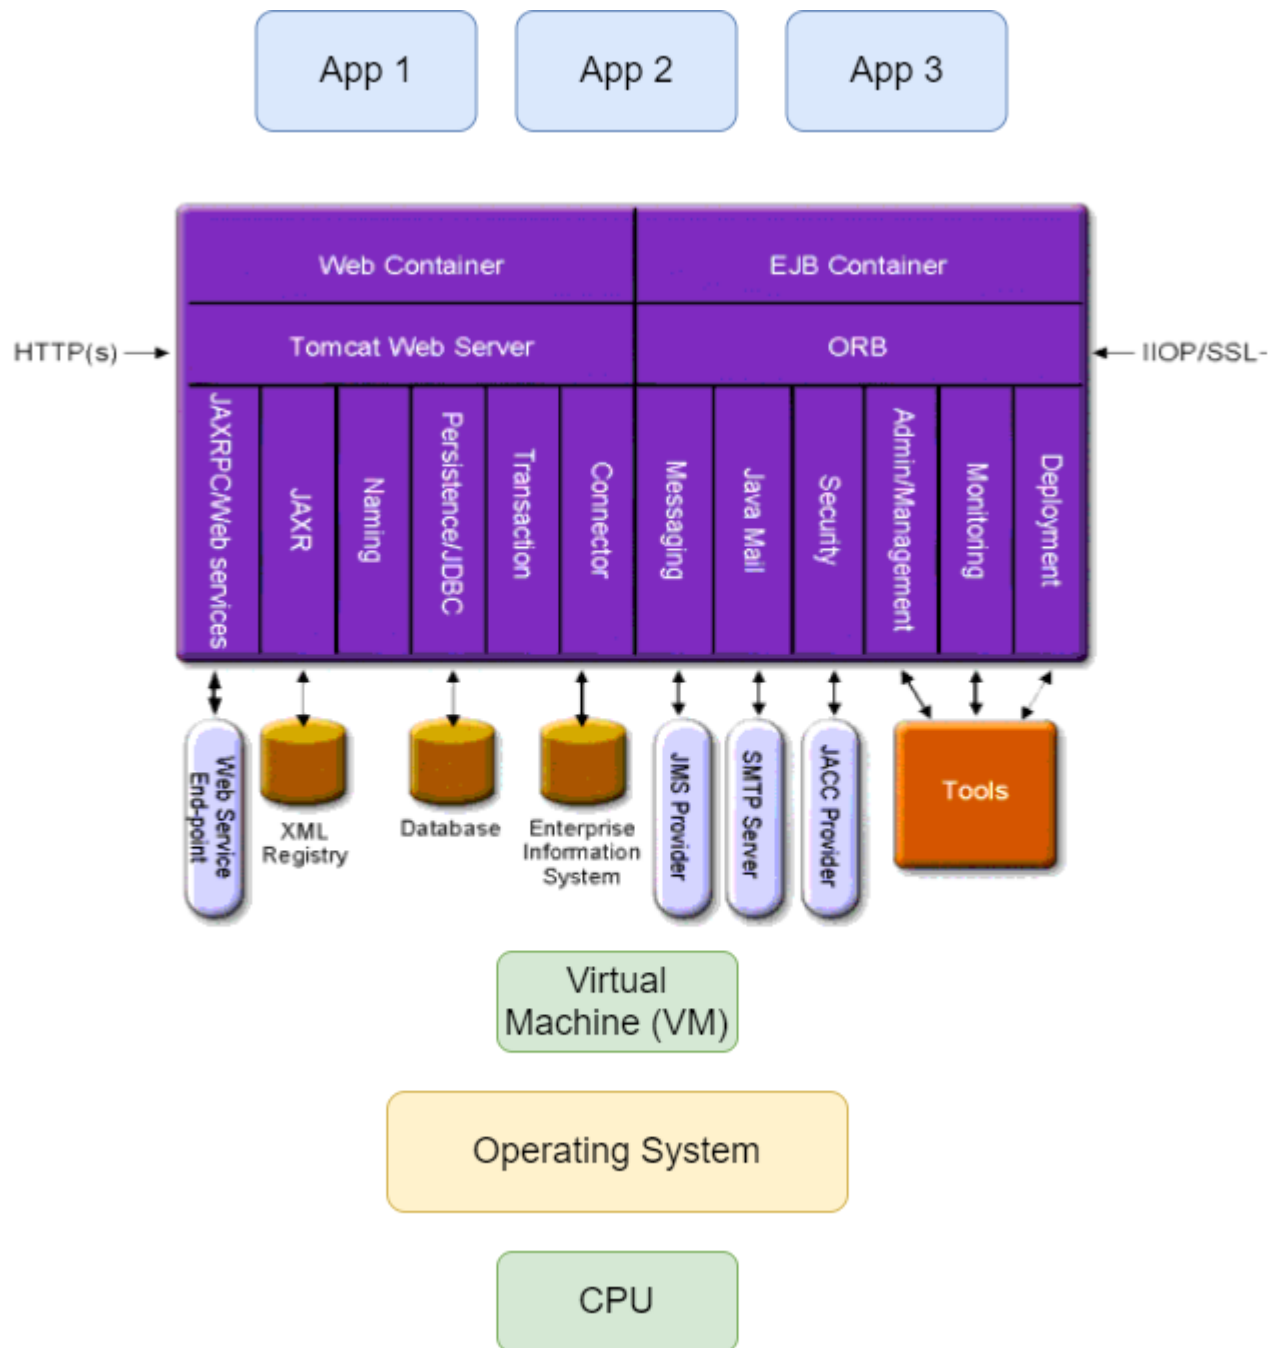 App 1
App 2
App 3
Web Container
EJB Container
HTTP(s)
Tomcat Web Server
ORB
IIOP/SSL-
JAXRPC/Web services
JAXR
Naming
Persistence/JDBC
Transaction
Connector
Messaging
Java Mail
Security
Admin/Management
Monitoring
Deployment
Web Service
End-point
XML
Registry
Database
Enterprise
Information
System
JMS Provider
SMTP Server
JACC Provider
Tools
Virtual
Machine (VM)
Operating System
CPU